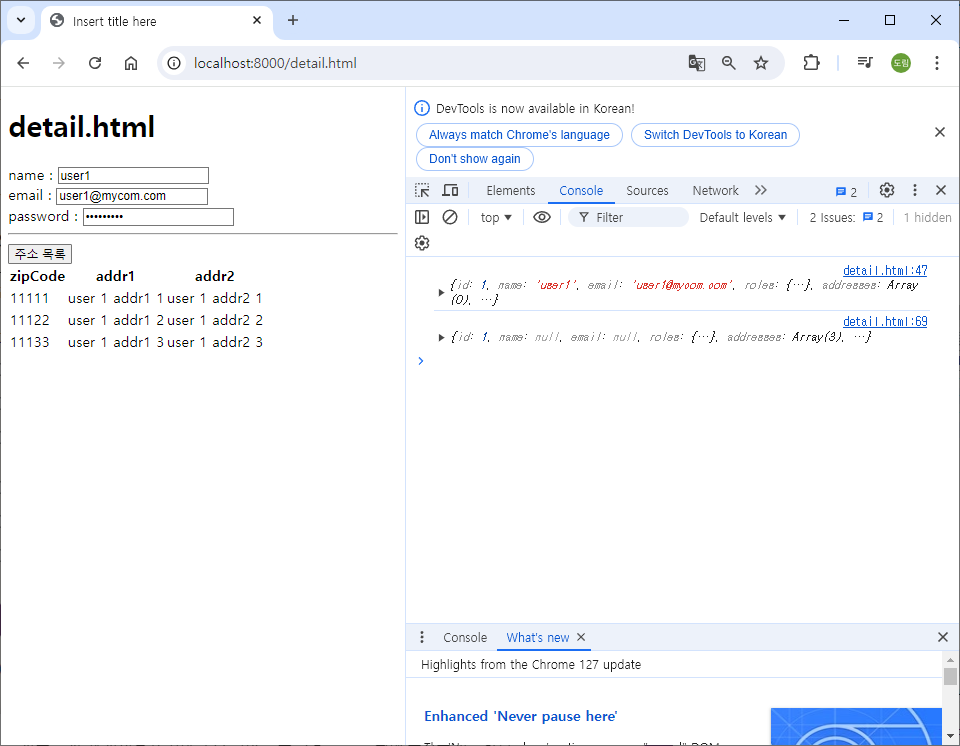 Insert title here
localhost:8000/detail.html
도림
detail.html
name : user1
email : user1@mycom.com
password : •••••••••
주소 목록
zipCode addr1 addr2
11111 user 1 addr1 1 user 1 addr2 1
11122 user 1 addr1 2 user 1 addr2 2
11133 user 1 addr1 3 user 1 addr2 3
DevTools is now available in Korean!
Always match Chrome's language Switch DevTools to Korean
Don't show again
Elements Console Sources Network 2
top Filter Default levels 2 Issues: 2 1 hidden
detail.html:47
{id: 1, name: 'user1', email: 'user1@mycom.com', roles: {…}, addresses: Array
(0), …}
detail.html:69
{id: 1, name: null, email: null, roles: {…}, addresses: Array(3), …}
Console What's new
Highlights from the Chrome 127 update
Enhanced 'Never pause here'